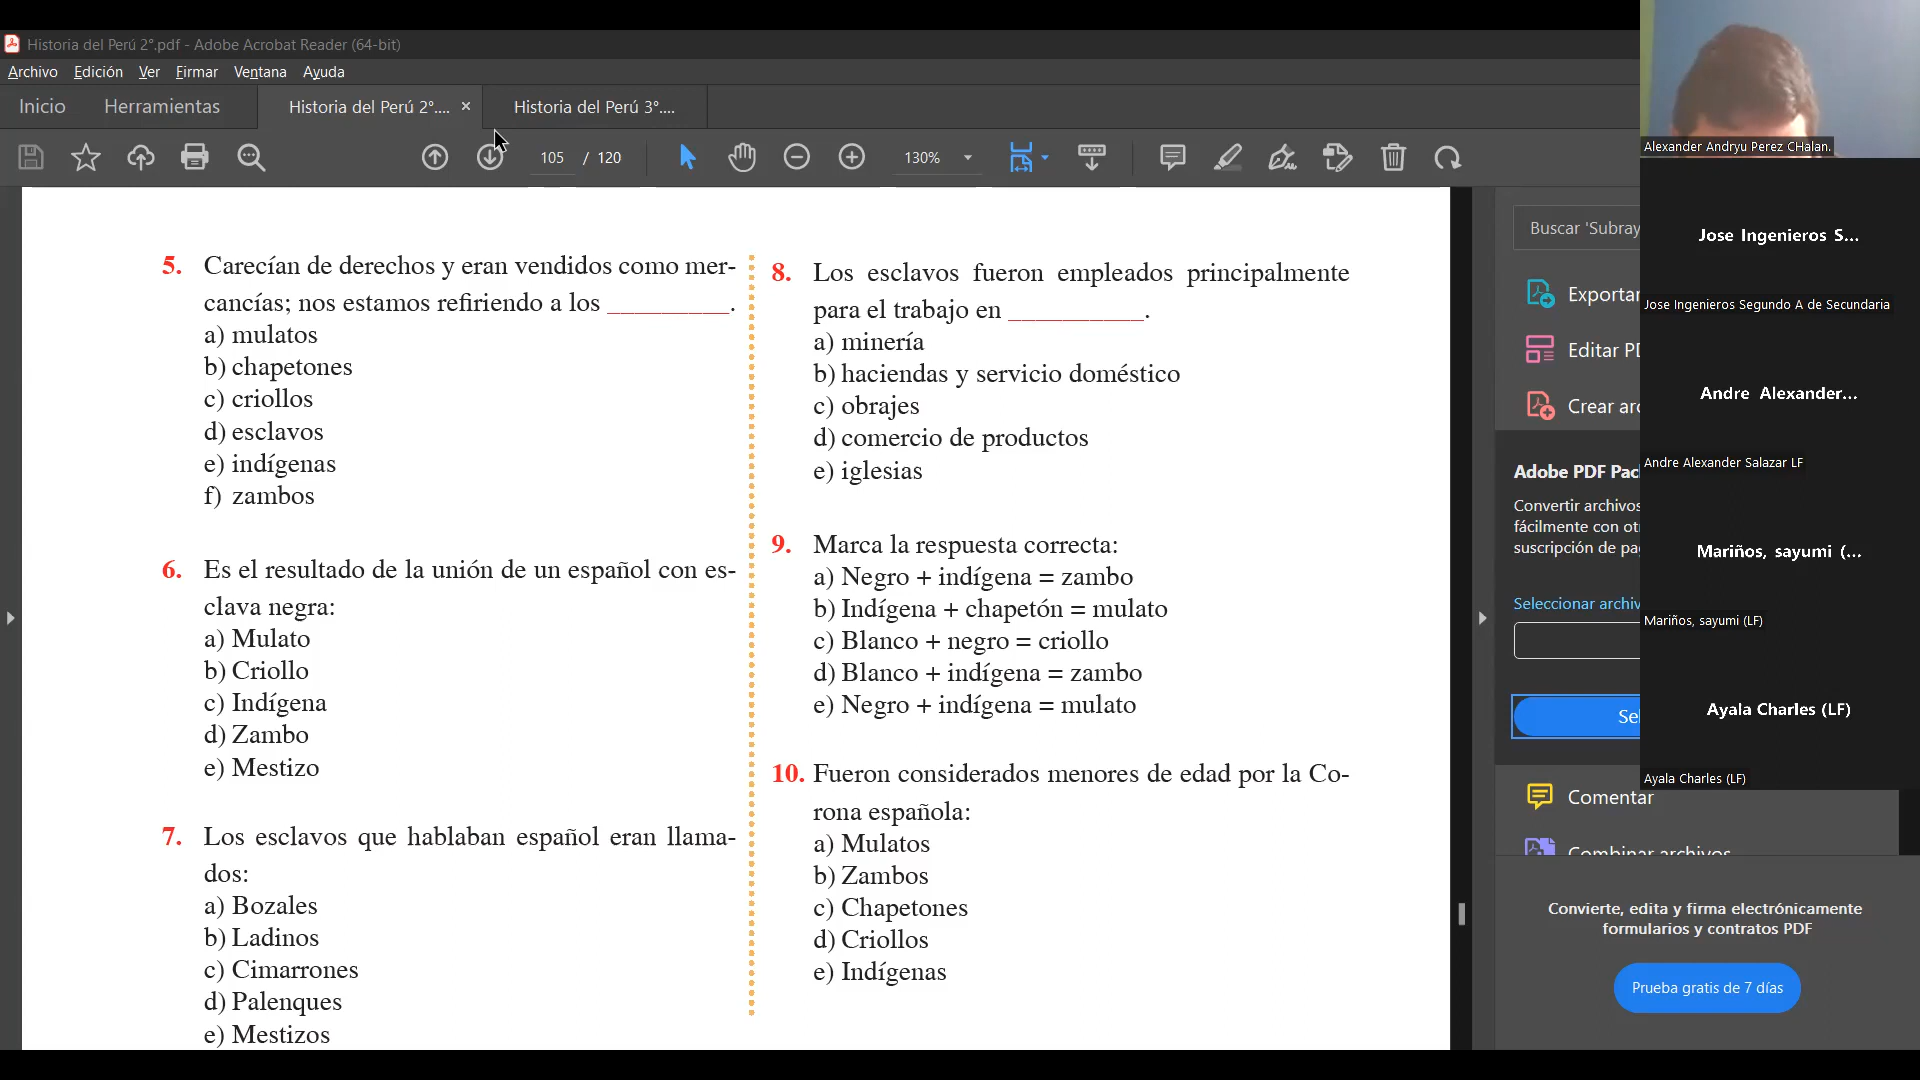 Historia del Perú 2°.pdf - Adobe Acrobat Reader (64-bit)
Archivo Edición Ver Firmar Ventana Ayuda
Inicio Herramientas Historia del Perú 2°.... × Historia del Perú 3°....
105 / 120 130%
5. Carecían de derechos y eran vendidos como mer-
cancías; nos estamos refiriendo a los _________.
a) mulatos
b) chapetones
c) criollos
d) esclavos
e) indígenas
f) zambos
6. Es el resultado de la unión de un español con es-
clava negra:
a) Mulato
b) Criollo
c) Indígena
d) Zambo
e) Mestizo
7. Los esclavos que hablaban español eran llama-
dos:
a) Bozales
b) Ladinos
c) Cimarrones
d) Palenques
e) Mestizos
8. Los esclavos fueron empleados principalmente
para el trabajo en __________.
a) minería
b) haciendas y servicio doméstico
c) obrajes
d) comercio de productos
e) iglesias
9. Marca la respuesta correcta:
a) Negro + indígena = zambo
b) Indígena + chapetón = mulato
c) Blanco + negro = criollo
d) Blanco + indígena = zambo
e) Negro + indígena = mulato
10. Fueron considerados menores de edad por la Co-
rona española:
a) Mulatos
b) Zambos
c) Chapetones
d) Criollos
e) Indígenas
Buscar 'Subray
Exportar
Editar PD
Crear arc
Adobe PDF Pac
Convertir archivos
fácilmente con ot
suscripción de pa
Seleccionar archiv
Sel
Comentar
Combinar archivos
Convierte, edita y firma electrónicamente
formularios y contratos PDF
Prueba gratis de 7 días
Alexander Andryu Perez CHalan.
Jose Ingenieros S...
Jose Ingenieros Segundo A de Secundaria
Andre Alexander...
Andre Alexander Salazar LF
Mariños, sayumi (...
Mariños, sayumi (LF)
Ayala Charles (LF)
Ayala Charles (LF)